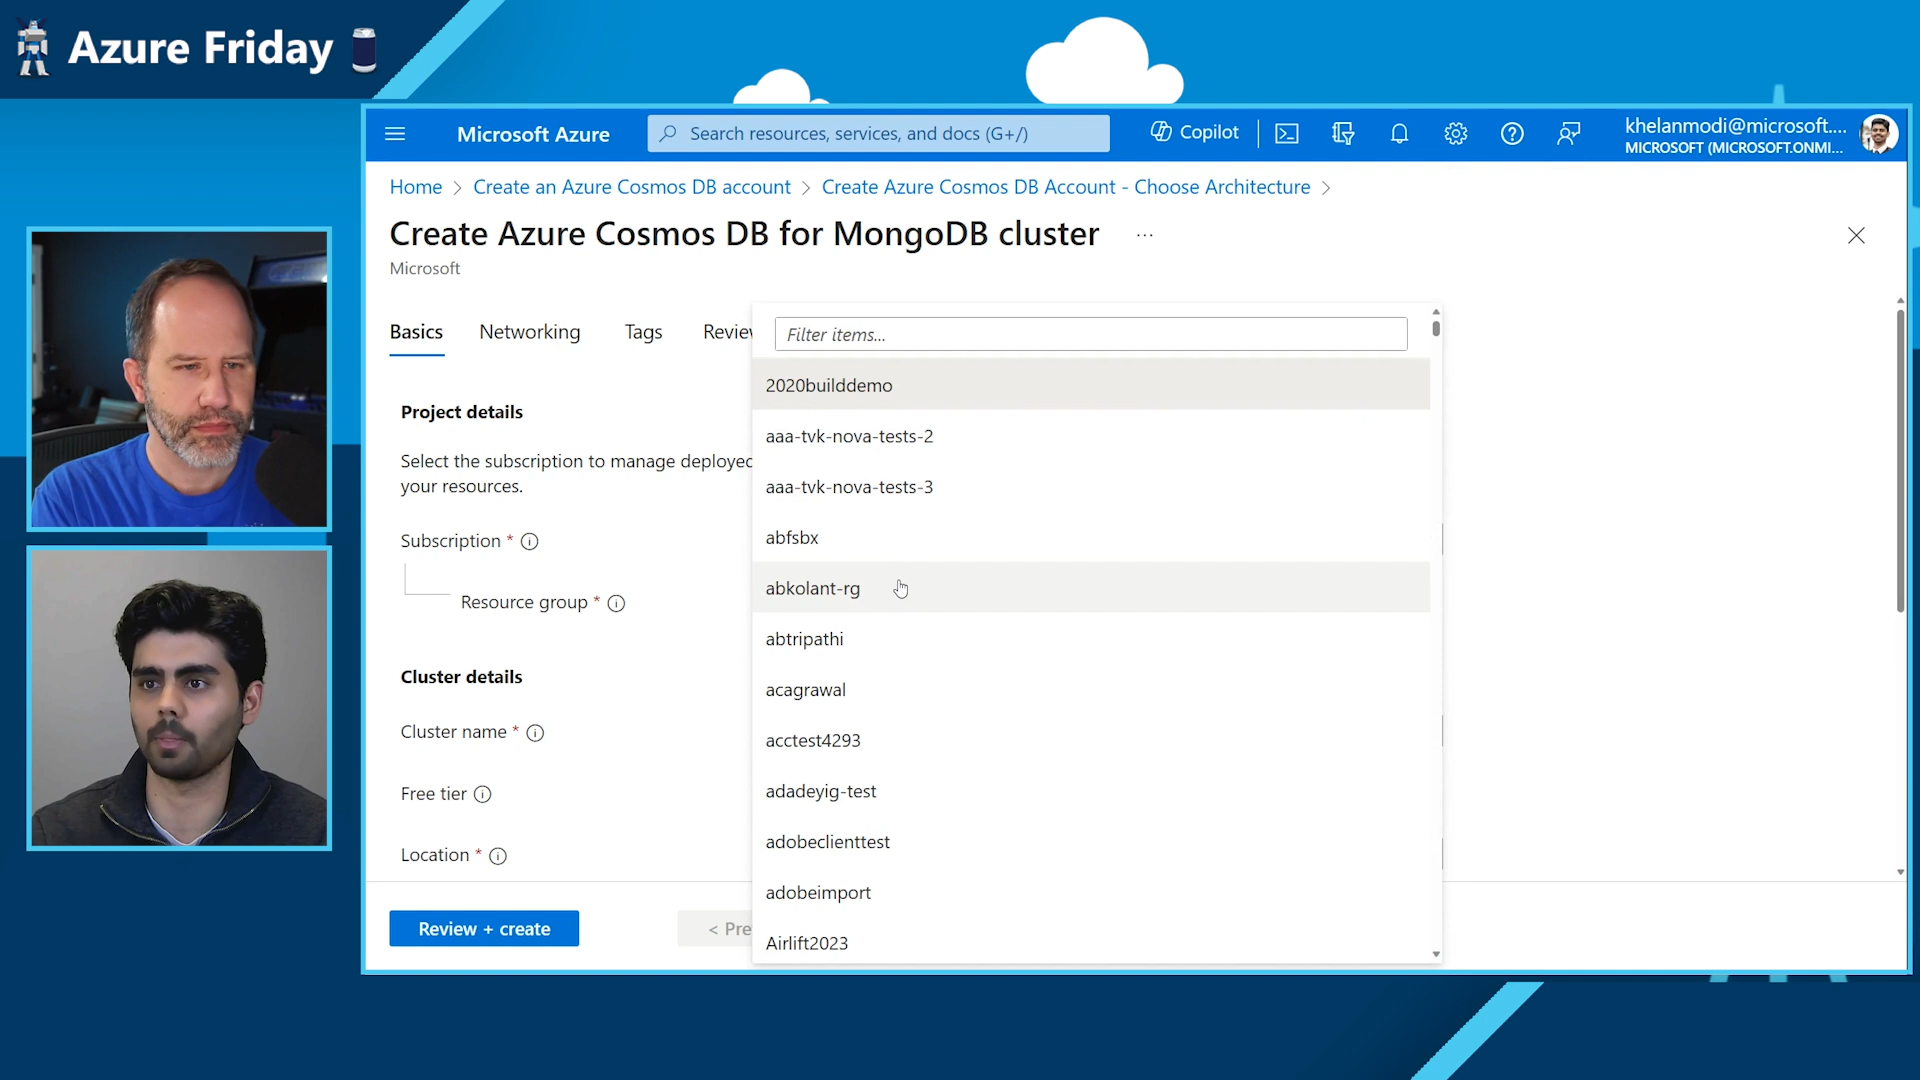 Azure Friday
Microsoft Azure
Search resources, services, and docs (G+/)
Copilot
khelanmodi@microsoft....
MICROSOFT (MICROSOFT.ONMI...
Home > Create an Azure Cosmos DB account > Create Azure Cosmos DB Account - Choose Architecture >
Create Azure Cosmos DB for MongoDB cluster ...
Microsoft
Basics
Networking
Tags
Review
Filter items...
2020builddemo
aaa-tvk-nova-tests-2
aaa-tvk-nova-tests-3
abfsbx
abkolant-rg
abtripathi
acagrawal
acctest4293
adadeyig-test
adobeclienttest
adobeimport
Airlift2023
Project details
Select the subscription to manage deployed
your resources.
Subscription *
Resource group *
Cluster details
Cluster name *
Free tier
Location *
Review + create
< Pre